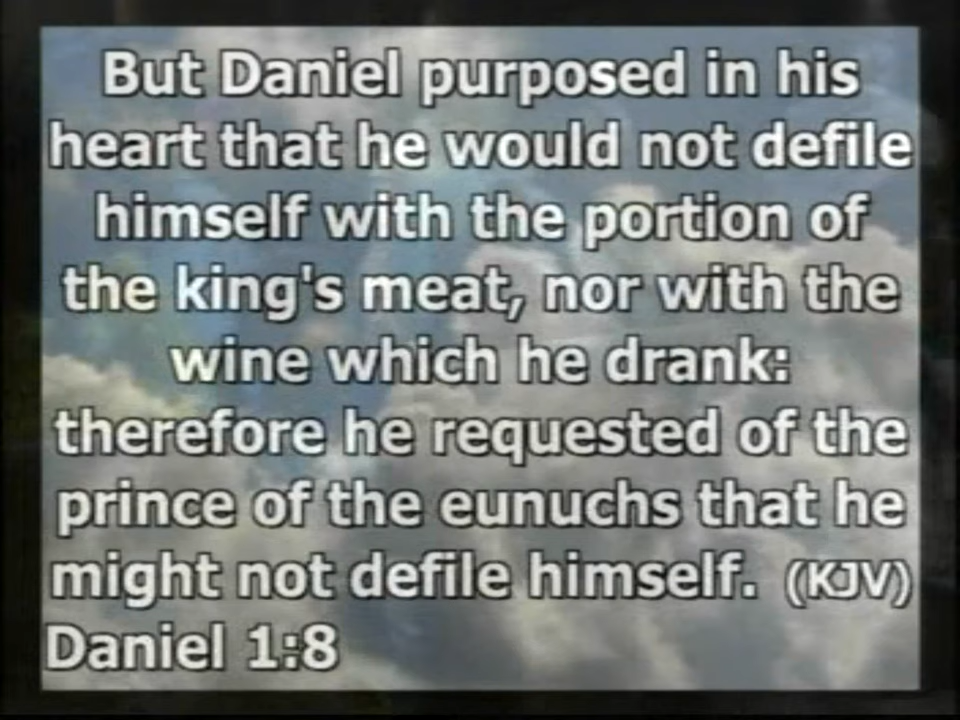 But Daniel purposed in his
heart that he would not defile
himself with the portion of
the king's meat, nor with the
wine which he drank:
therefore he requested of the
prince of the eunuchs that he
might not defile himself. (KJV)
Daniel 1:8